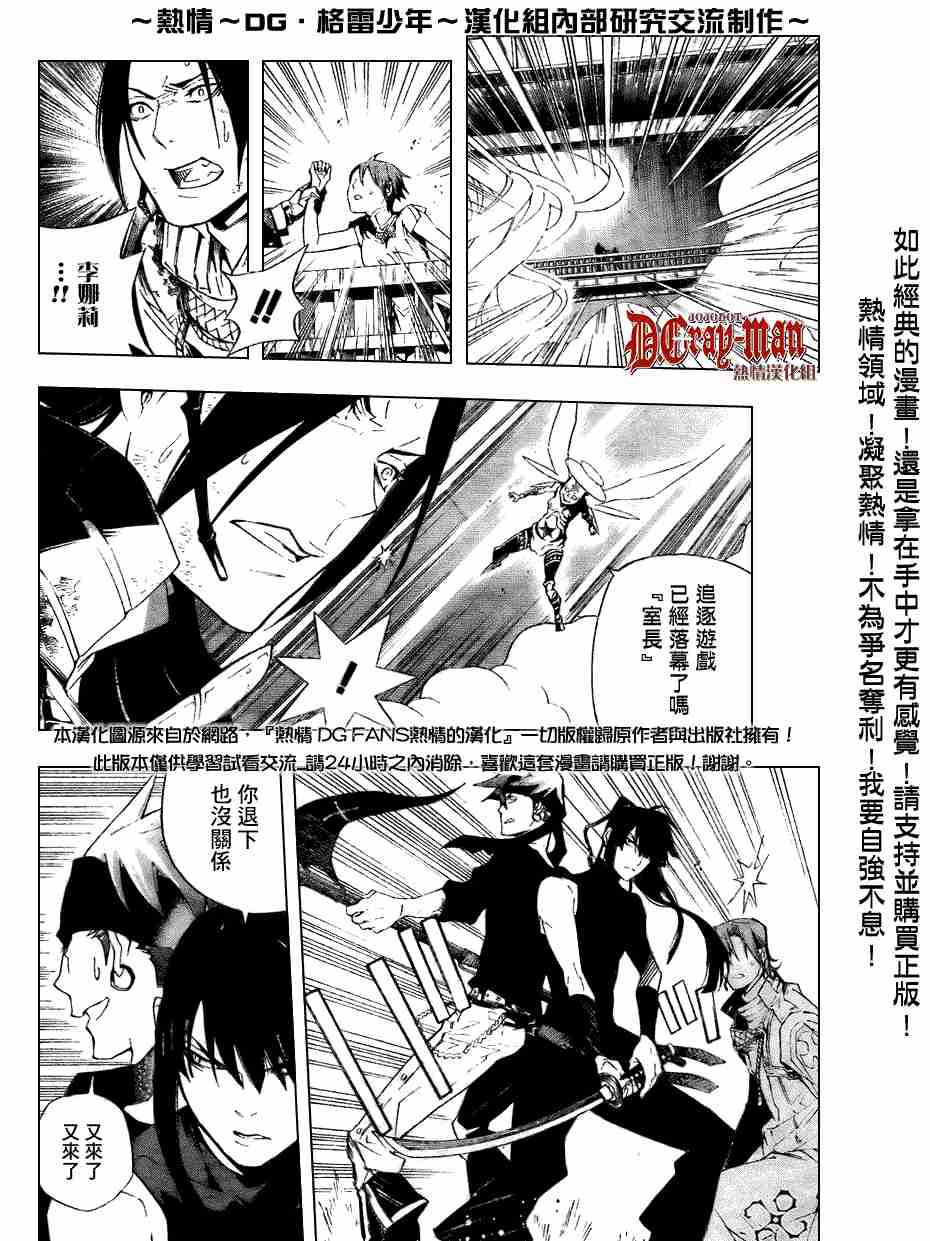 ～熱情～DG．格雷少年～漢化組內部研究交流制作～
JOJOHOT
D.Gray-man
熱情漢化組
!!
李娜莉
…!!
追逐遊戲
已經落幕了嗎
『室長』
！
本漢化圖源來自於網路，『熱情 DG FANS熱情的漢化』一切版權歸原作者與出版社擁有！
此版本僅供學習試看交流 請24小時之內消除，喜歡這套漫畫請購買正版！謝謝。
你退下
也沒關係
又來了
又來了
如此經典的漫畫！還是拿在手中才更有感覺！請支持並購買正版！
熱情領域！凝聚熱情！不為爭名奪利！我要自強不息！